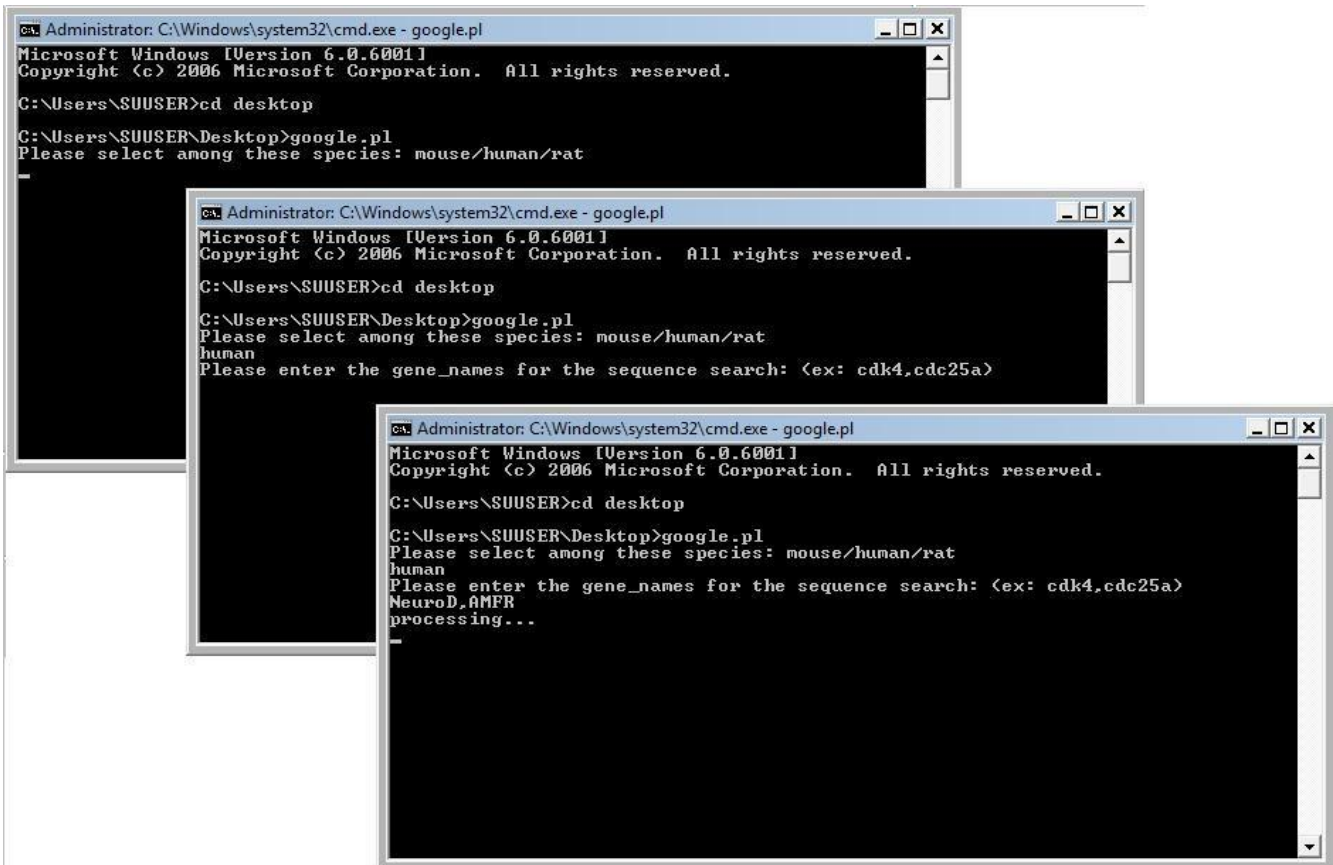 Administrator: C:\Windows\system32\cmd.exe - google.pl
Microsoft Windows [Version 6.0.6001]
Copyright (c) 2006 Microsoft Corporation.  All rights reserved.
C:\Users\SUUSER>cd desktop
C:\Users\SUUSER\Desktop>google.pl
Please select among these species: mouse/human/rat
Administrator: C:\Windows\system32\cmd.exe - google.pl
Microsoft Windows [Version 6.0.6001]
Copyright (c) 2006 Microsoft Corporation.  All rights reserved.
C:\Users\SUUSER>cd desktop
C:\Users\SUUSER\Desktop>google.pl
Please select among these species: mouse/human/rat
human
Please enter the gene_names for the sequence search: (ex: cdk4,cdc25a)
Administrator: C:\Windows\system32\cmd.exe - google.pl
Microsoft Windows [Version 6.0.6001]
Copyright (c) 2006 Microsoft Corporation.  All rights reserved.
C:\Users\SUUSER>cd desktop
C:\Users\SUUSER\Desktop>google.pl
Please select among these species: mouse/human/rat
human
Please enter the gene_names for the sequence search: (ex: cdk4,cdc25a)
NeuroD,AMFR
processing...